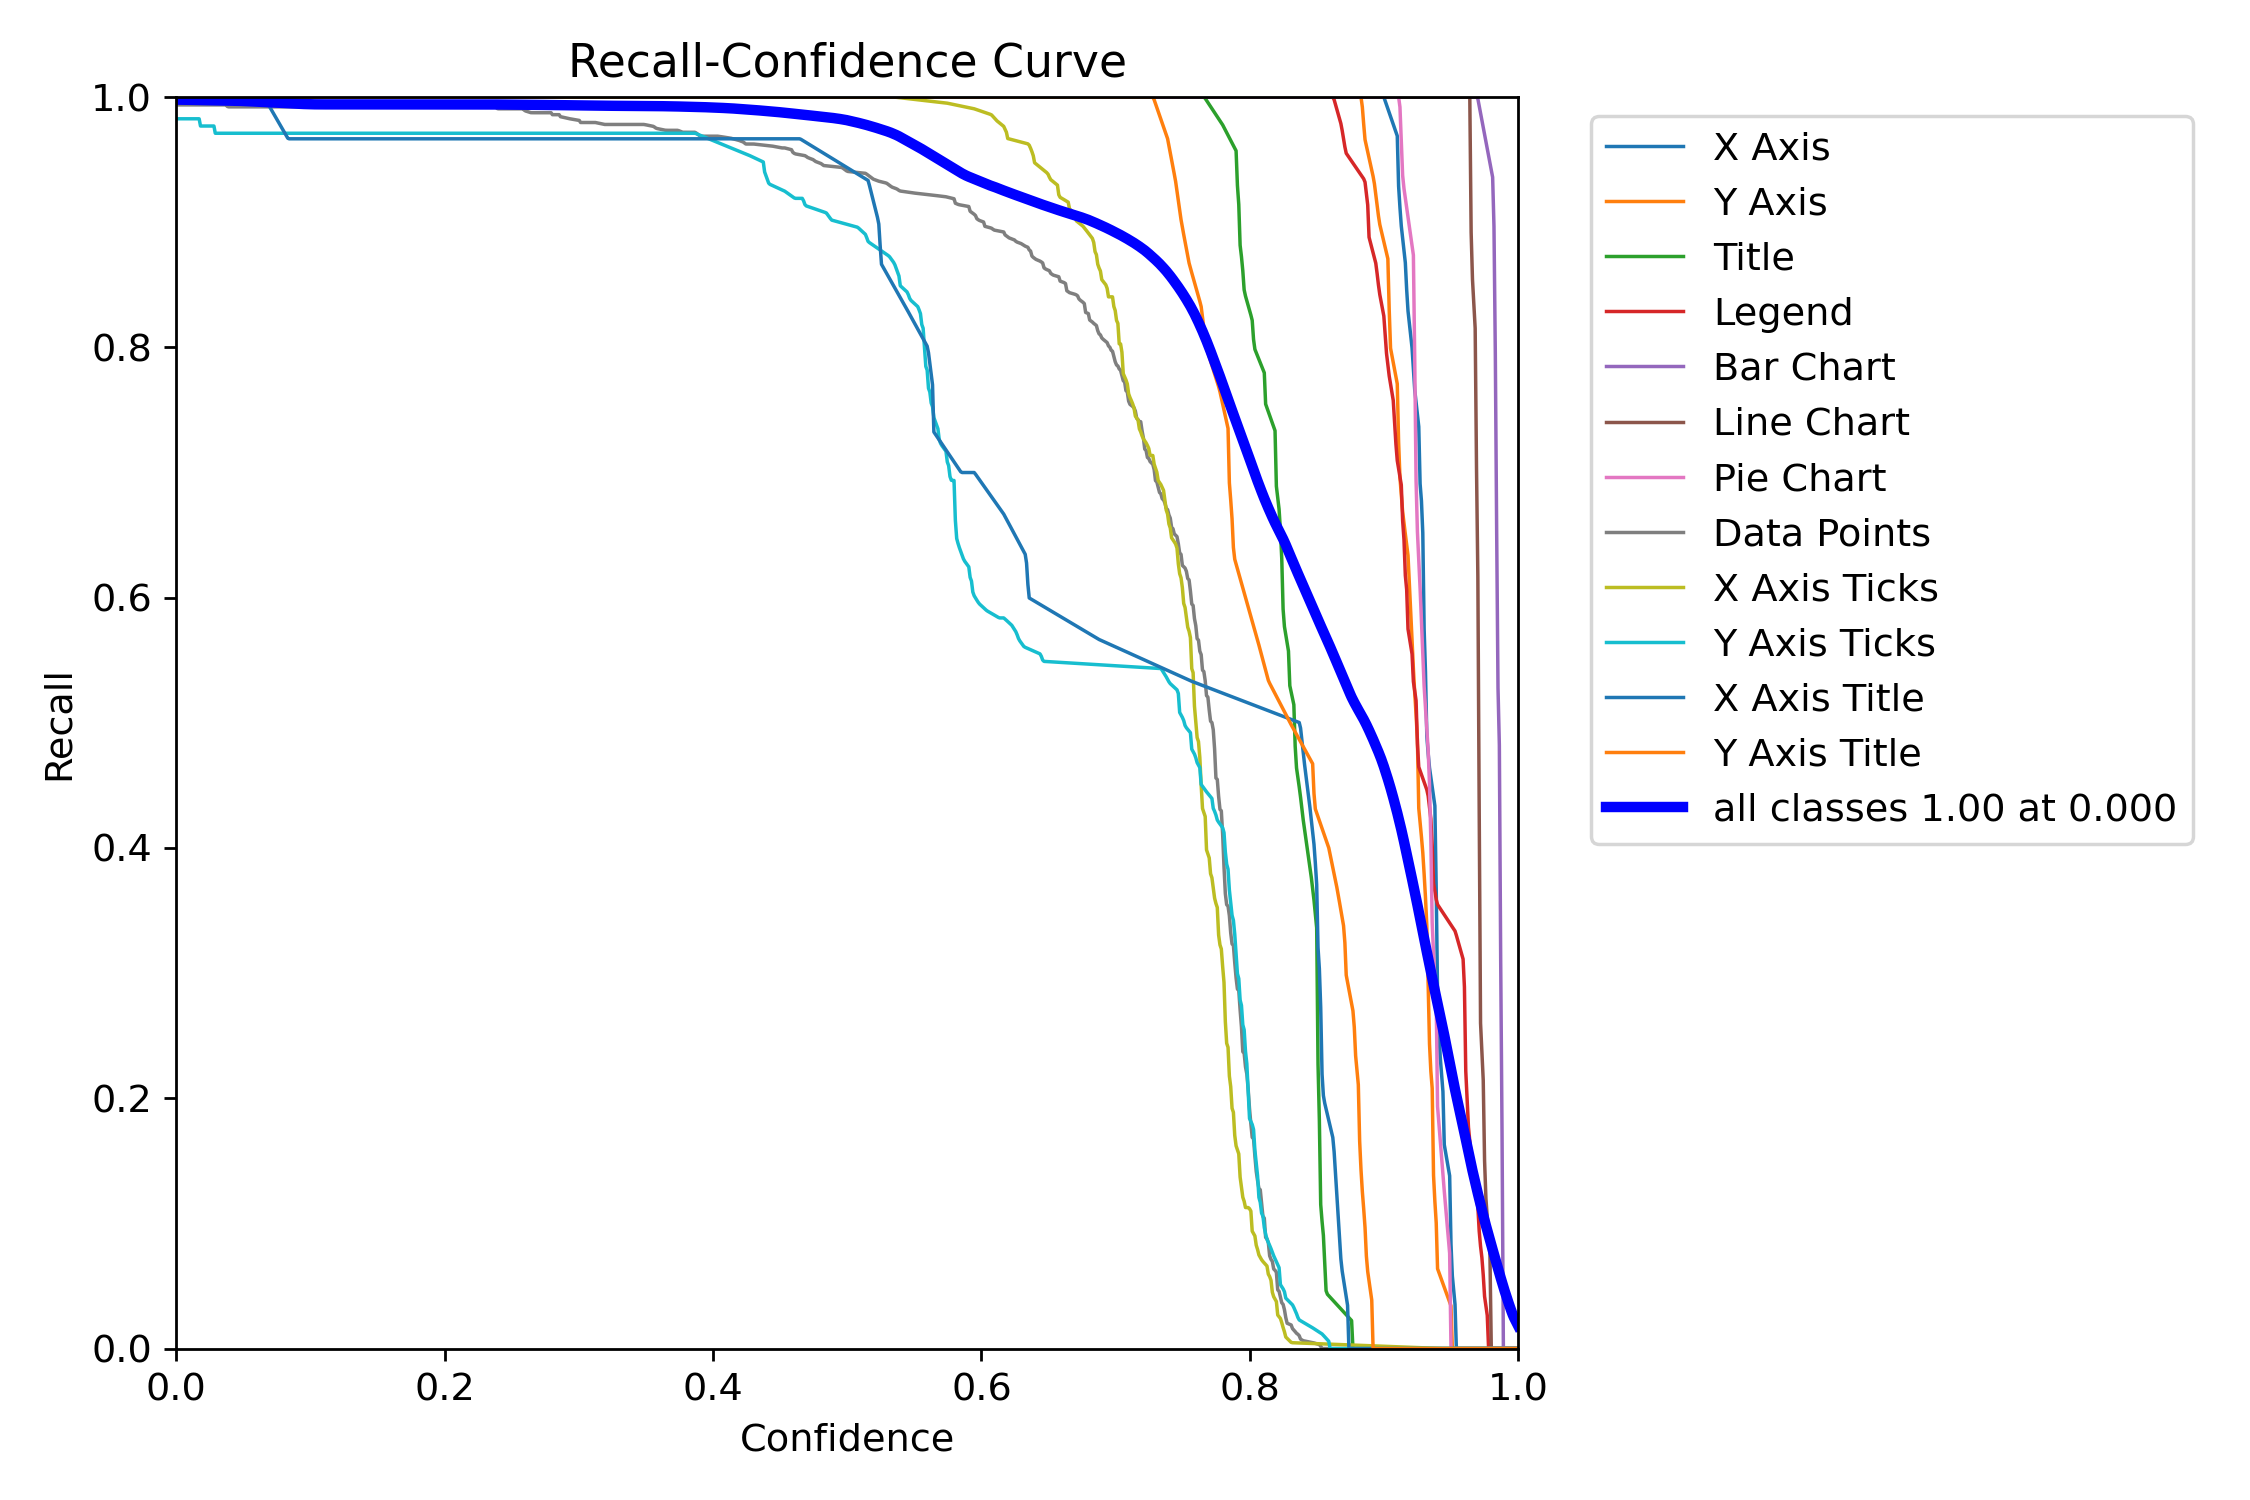 Recall-Confidence Curve
1.0
0.8
0.6
0.4
0.2
0.0
Recall
0.0 0.2 0.4 0.6 0.8 1.0
Confidence
X Axis
Y Axis
Title
Legend
Bar Chart
Line Chart
Pie Chart
Data Points
X Axis Ticks
Y Axis Ticks
X Axis Title
Y Axis Title
all classes 1.00 at 0.000